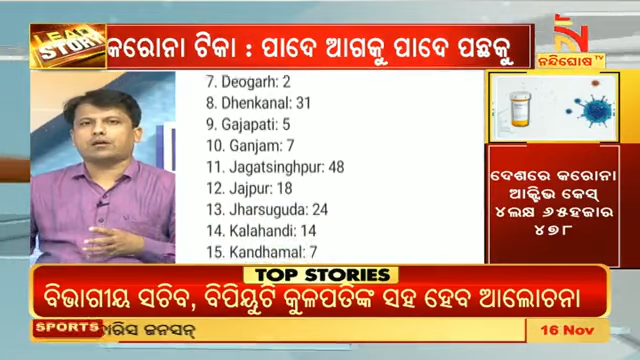 LEAD STORY
କରୋନା ଟିକା : ପାଦେ ଆଗକୁ ପାଦେ ପଛକୁ
ନନ୍ଦିଘୋଷ TV
7. Deogarh: 2
8. Dhenkanal: 31
9. Gajapati: 5
10. Ganjam: 7
11. Jagatsinghpur: 48
12. Jajpur: 18
13. Jharsuguda: 24
14. Kalahandi: 14
15. Kandhamal: 7
ଦେଶରେ କରୋନା
ଆକ୍ଟିଭ କେସ୍
୪ଲକ୍ଷ ୬୫ହଜାର
୪୭୮
TOP STORIES
ବିଭାଗୀୟ ସଚିବ, ବିପିୟୁଟି କୁଳପତିଙ୍କ ସହ ହେବ ଆଲୋଚନା
SPORTS
ଜନସନ୍
16 Nov